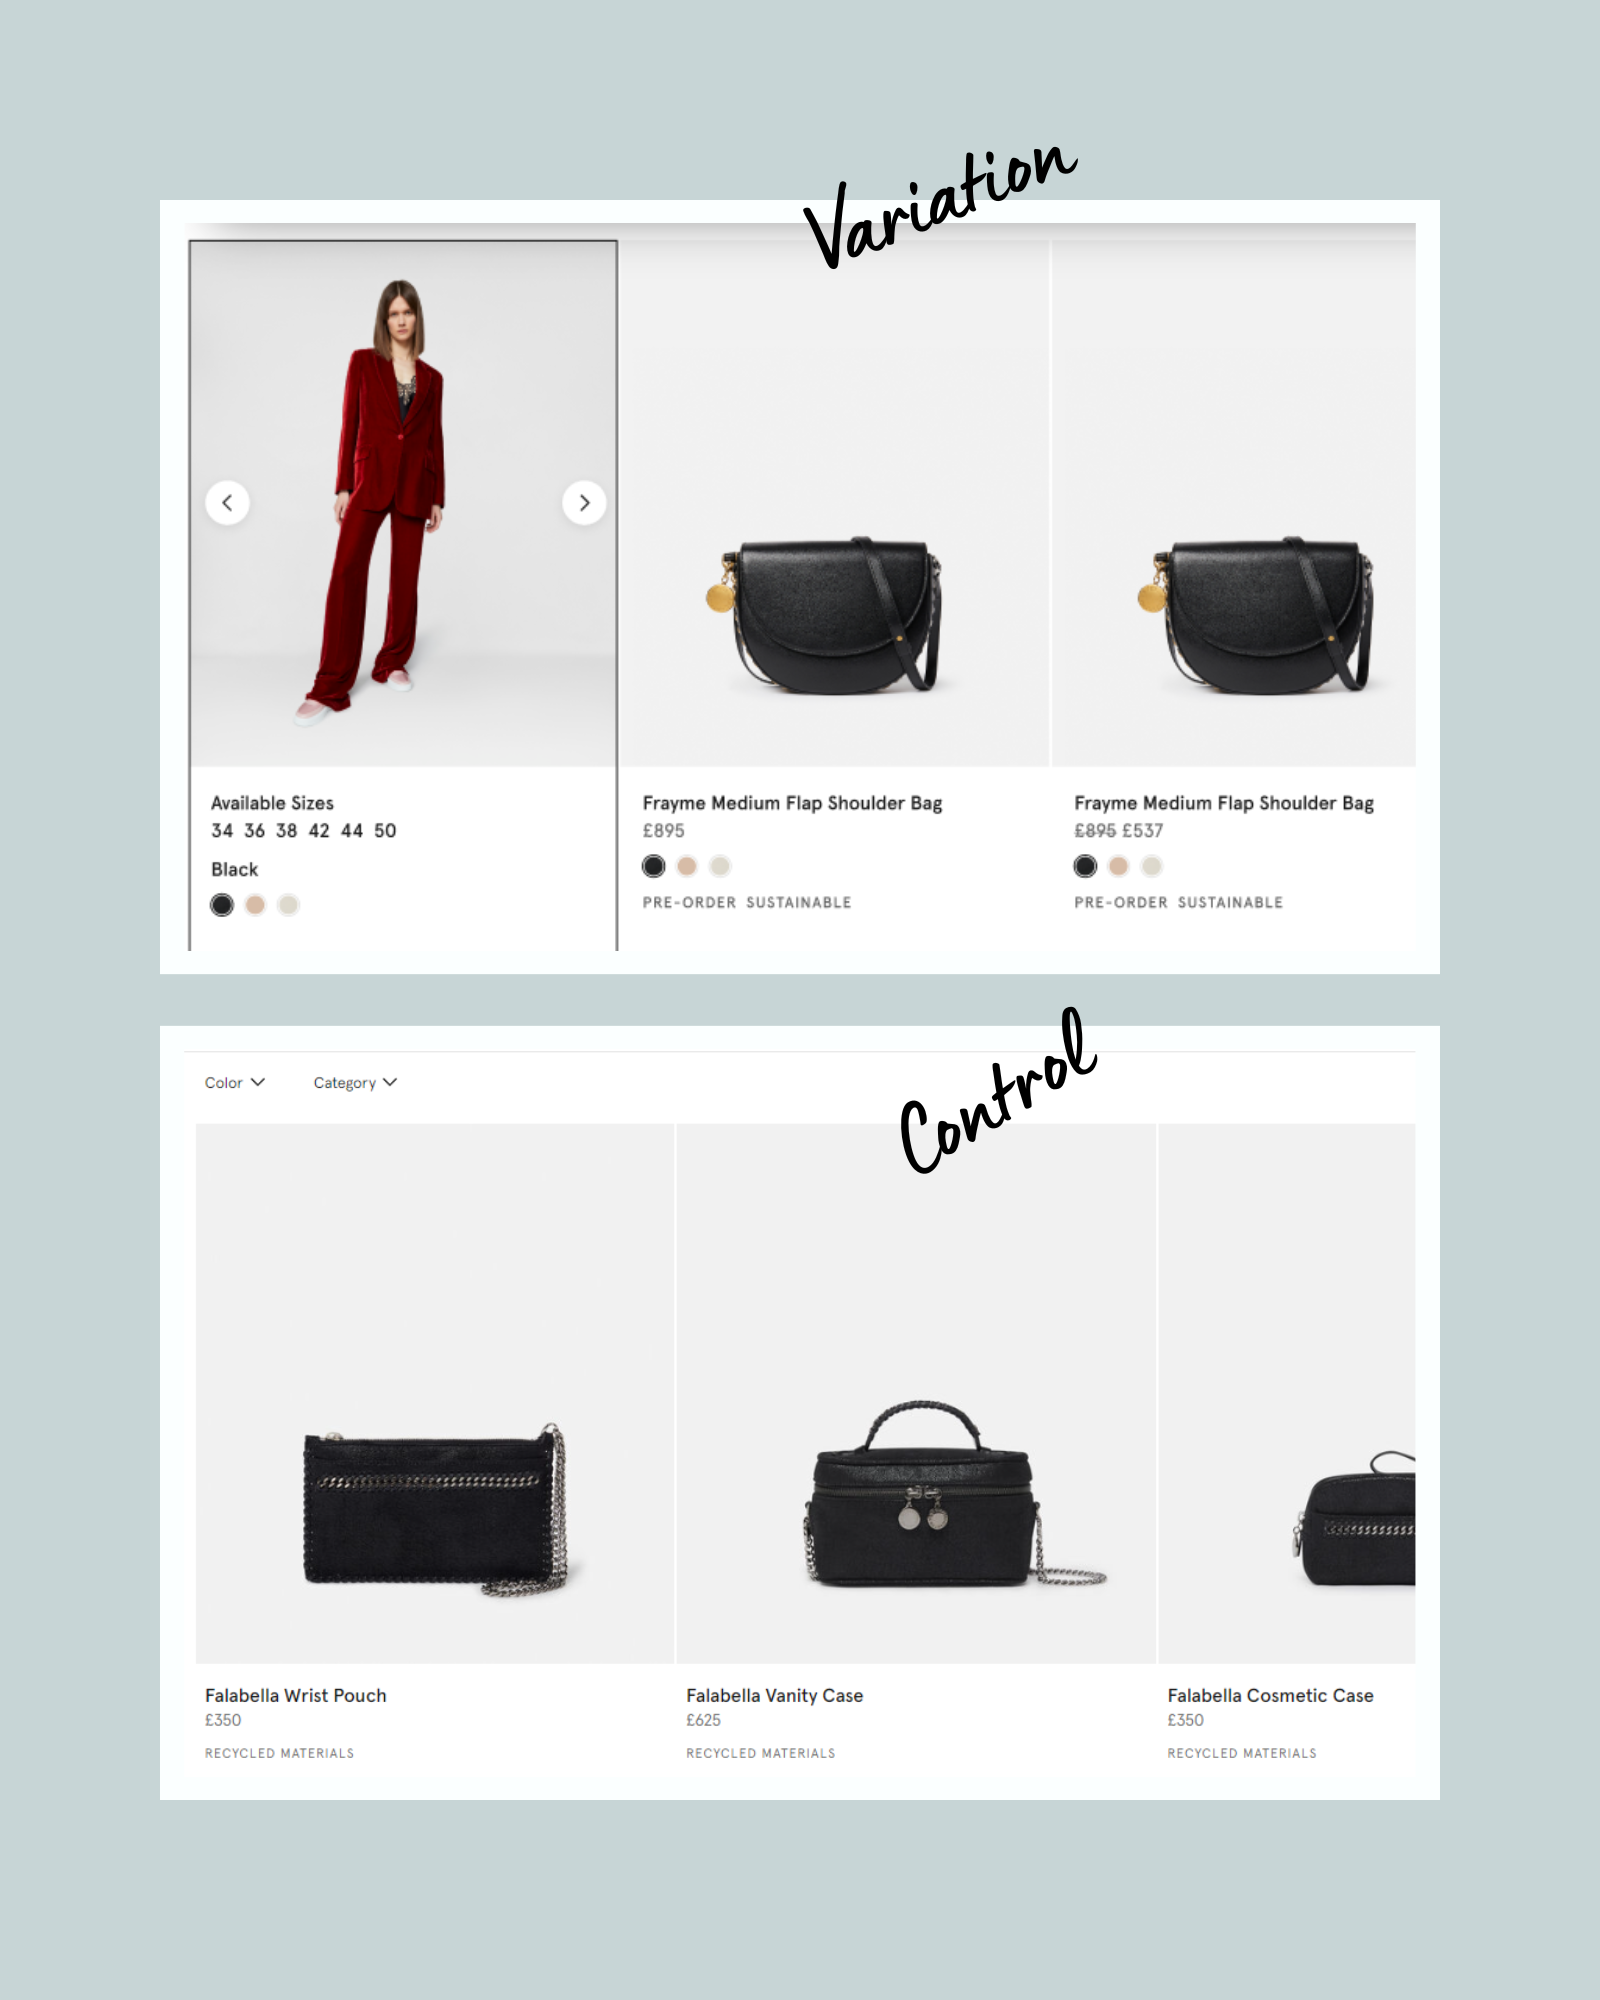 Variation
Available Sizes
34 36 38 42 44 50
Black
Frayme Medium Flap Shoulder Bag
£895
PRE-ORDER SUSTAINABLE
Frayme Medium Flap Shoulder Bag
£895 £537
PRE-ORDER SUSTAINABLE
Control
Color
Category
Falabella Wrist Pouch
£350
RECYCLED MATERIALS
Falabella Vanity Case
£625
RECYCLED MATERIALS
Falabella Cosmetic Case
£350
RECYCLED MATERIALS